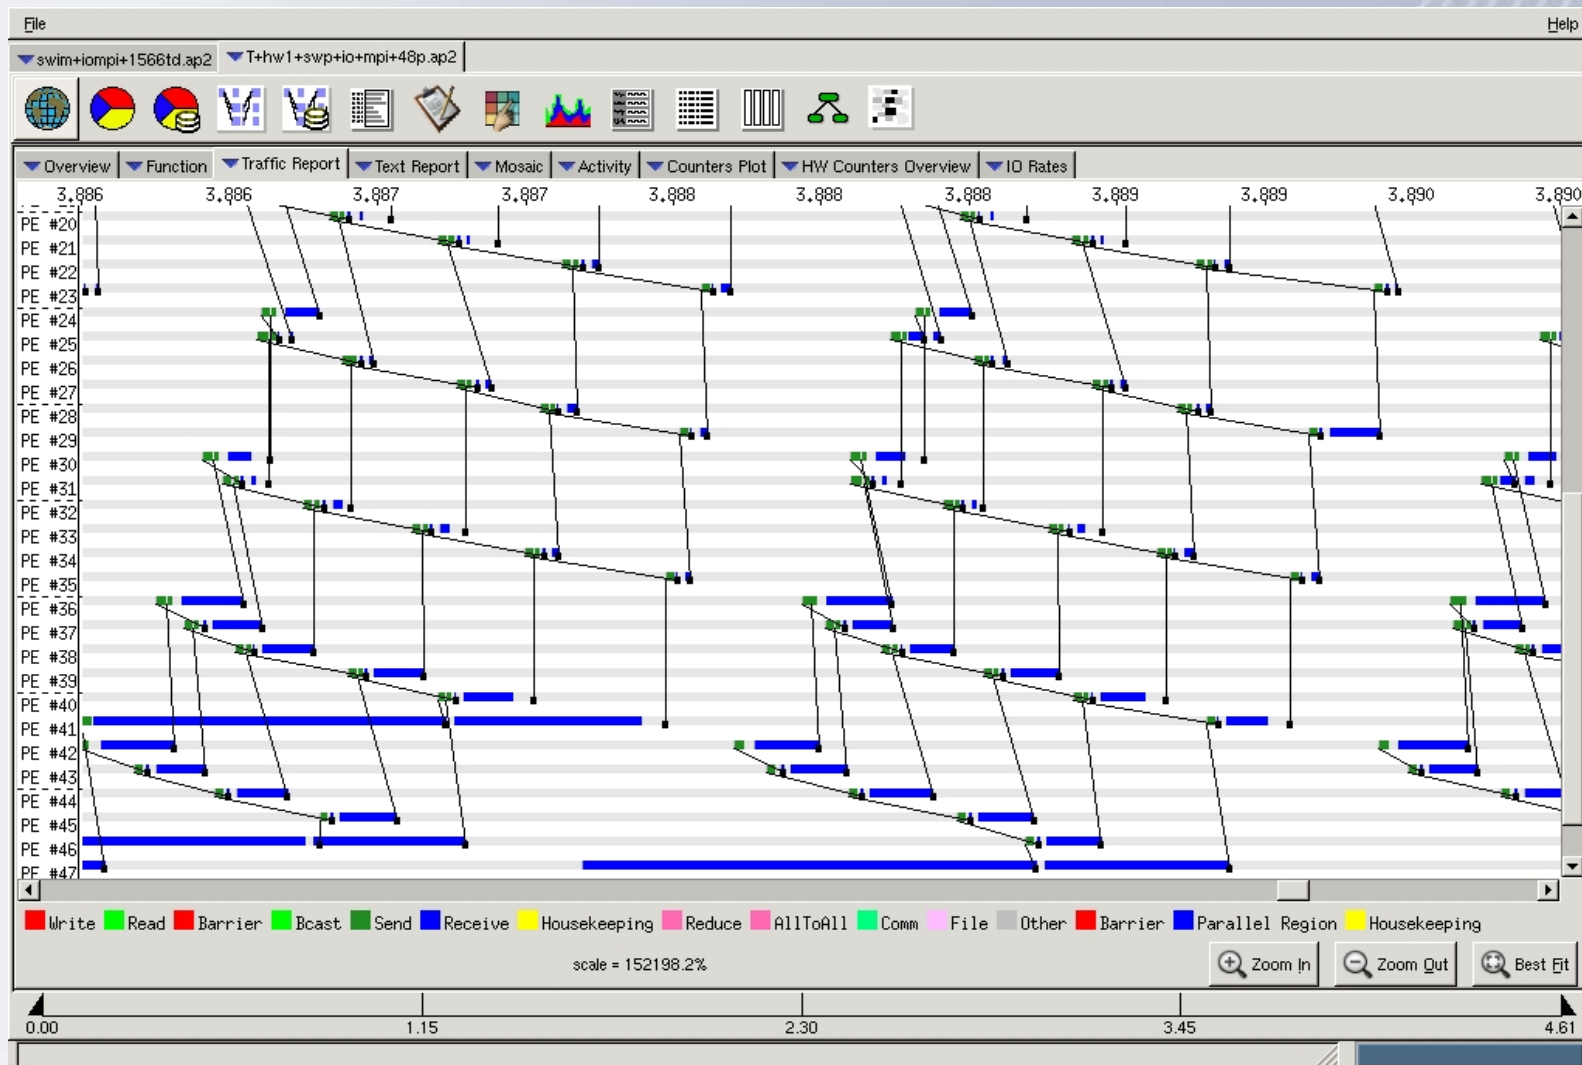 File Help
swim+iompi+1566td.ap2 T+hw1+swp+io+mpi+48p.ap2
Overview Function Traffic Report Text Report Mosaic Activity Counters Plot HW Counters Overview IO Rates
3.886 3.886 3.887 3.887 3.888 3.888 3.888 3.889 3.889 3.890 3.890
PE #20
PE #21
PE #22
PE #23
PE #24
PE #25
PE #26
PE #27
PE #28
PE #29
PE #30
PE #31
PE #32
PE #33
PE #34
PE #35
PE #36
PE #37
PE #38
PE #39
PE #40
PE #41
PE #42
PE #43
PE #44
PE #45
PE #46
PE #47
Write Read Barrier Bcast Send Receive Housekeeping Reduce AllToAll Comm File Other Barrier Parallel Region Housekeeping
scale = 152198.2% Zoom In Zoom Out Best Fit
0.00 1.15 2.30 3.45 4.61